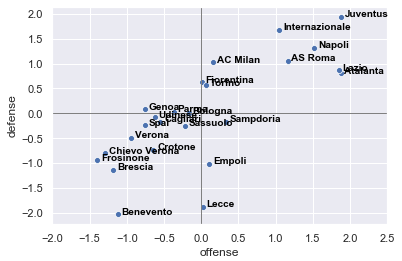 2.0
Juventus
Internazionale
1.5
Napoli
AC Milan
AS Roma
1.0
Lazio
Atalanta
Fiorentina
Torino
0.5
Genoa
Parma
Bologna
0.0
Udinese
Cagliari
Spal
Sassuolo
Sampdoria
Verona
−0.5
Crotone
Chievo Verona
Frosinone
Empoli
−1.0
Brescia
−1.5
Lecce
Benevento
−2.0
−2.0 −1.5 −1.0 −0.5 0.0 0.5 1.0 1.5 2.0 2.5
offense
defense